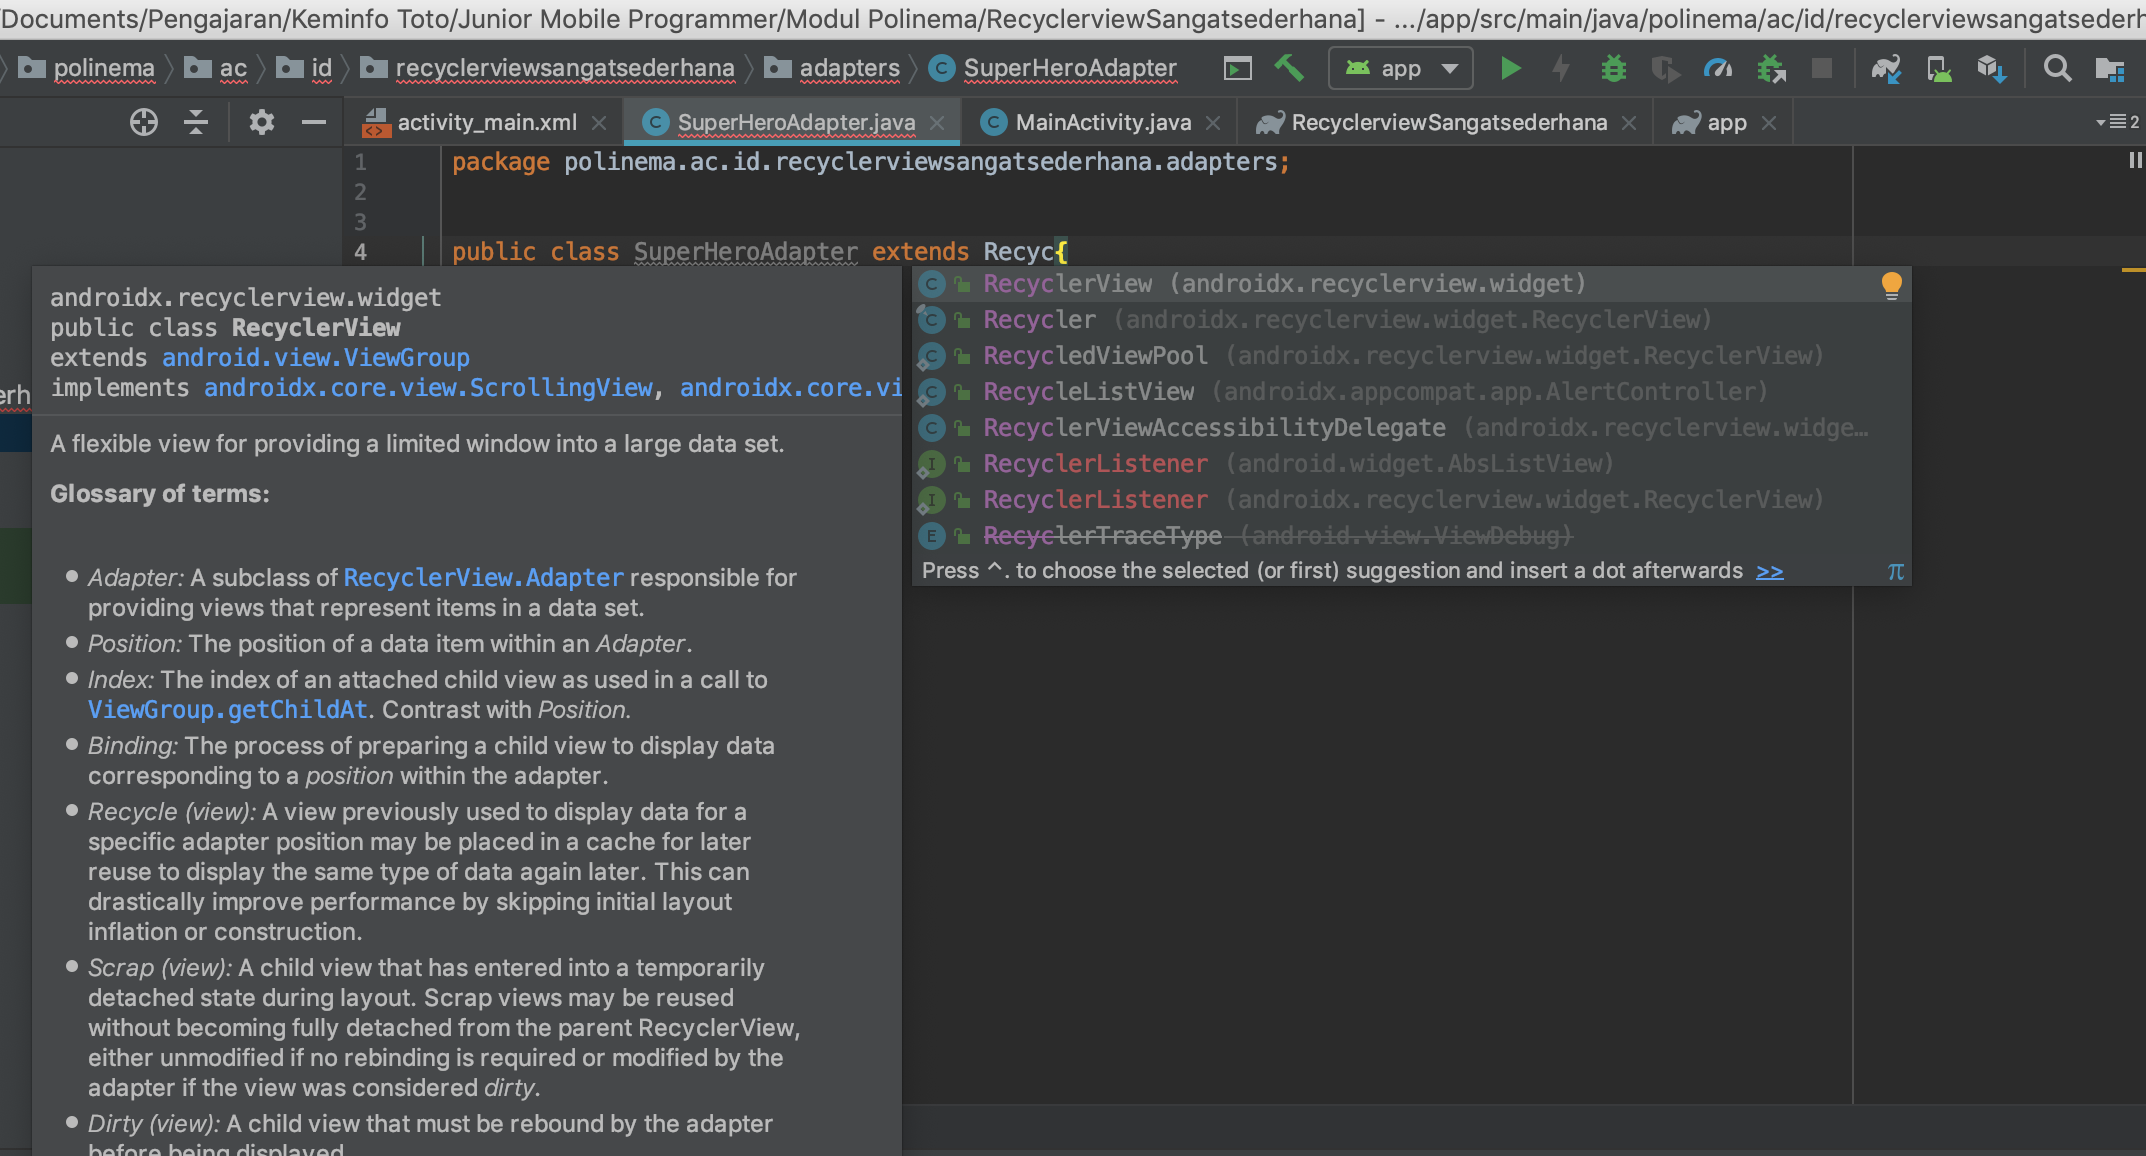 /Documents/Pengajaran/Keminfo Toto/Junior Mobile Programmer/Modul Polinema/RecyclerviewSangatsederhana] - .../app/src/main/java/polinema/ac/id/recyclerviewsangatsederh
polinema ac id recyclerviewsangatsederhana adapters C SuperHeroAdapter app
activity_main.xml C SuperHeroAdapter.java C MainActivity.java RecyclerviewSangatsederhana app 2
1 package polinema.ac.id.recyclerviewsangatsederhana.adapters;
2
3
4 public class SuperHeroAdapter extends Recyc{
androidx.recyclerview.widget
public class RecyclerView
extends android.view.ViewGroup
implements androidx.core.view.ScrollingView, androidx.core.vi
erh
A flexible view for providing a limited window into a large data set.
Glossary of terms:
• Adapter: A subclass of RecyclerView.Adapter responsible for
providing views that represent items in a data set.
• Position: The position of a data item within an Adapter.
• Index: The index of an attached child view as used in a call to
ViewGroup.getChildAt. Contrast with Position.
• Binding: The process of preparing a child view to display data
corresponding to a position within the adapter.
• Recycle (view): A view previously used to display data for a
specific adapter position may be placed in a cache for later
reuse to display the same type of data again later. This can
drastically improve performance by skipping initial layout
inflation or construction.
• Scrap (view): A child view that has entered into a temporarily
detached state during layout. Scrap views may be reused
without becoming fully detached from the parent RecyclerView,
either unmodified if no rebinding is required or modified by the
adapter if the view was considered dirty.
• Dirty (view): A child view that must be rebound by the adapter
before being displayed.
C RecyclerView (androidx.recyclerview.widget)
C Recycler (androidx.recyclerview.widget.RecyclerView)
C RecycledViewPool (androidx.recyclerview.widget.RecyclerView)
C RecycleListView (androidx.appcompat.app.AlertController)
C RecyclerViewAccessibilityDelegate (androidx.recyclerview.widge…
I RecyclerListener (android.widget.AbsListView)
I RecyclerListener (androidx.recyclerview.widget.RecyclerView)
E RecyclerTraceType (android.view.ViewDebug)
Press ^. to choose the selected (or first) suggestion and insert a dot afterwards >> π